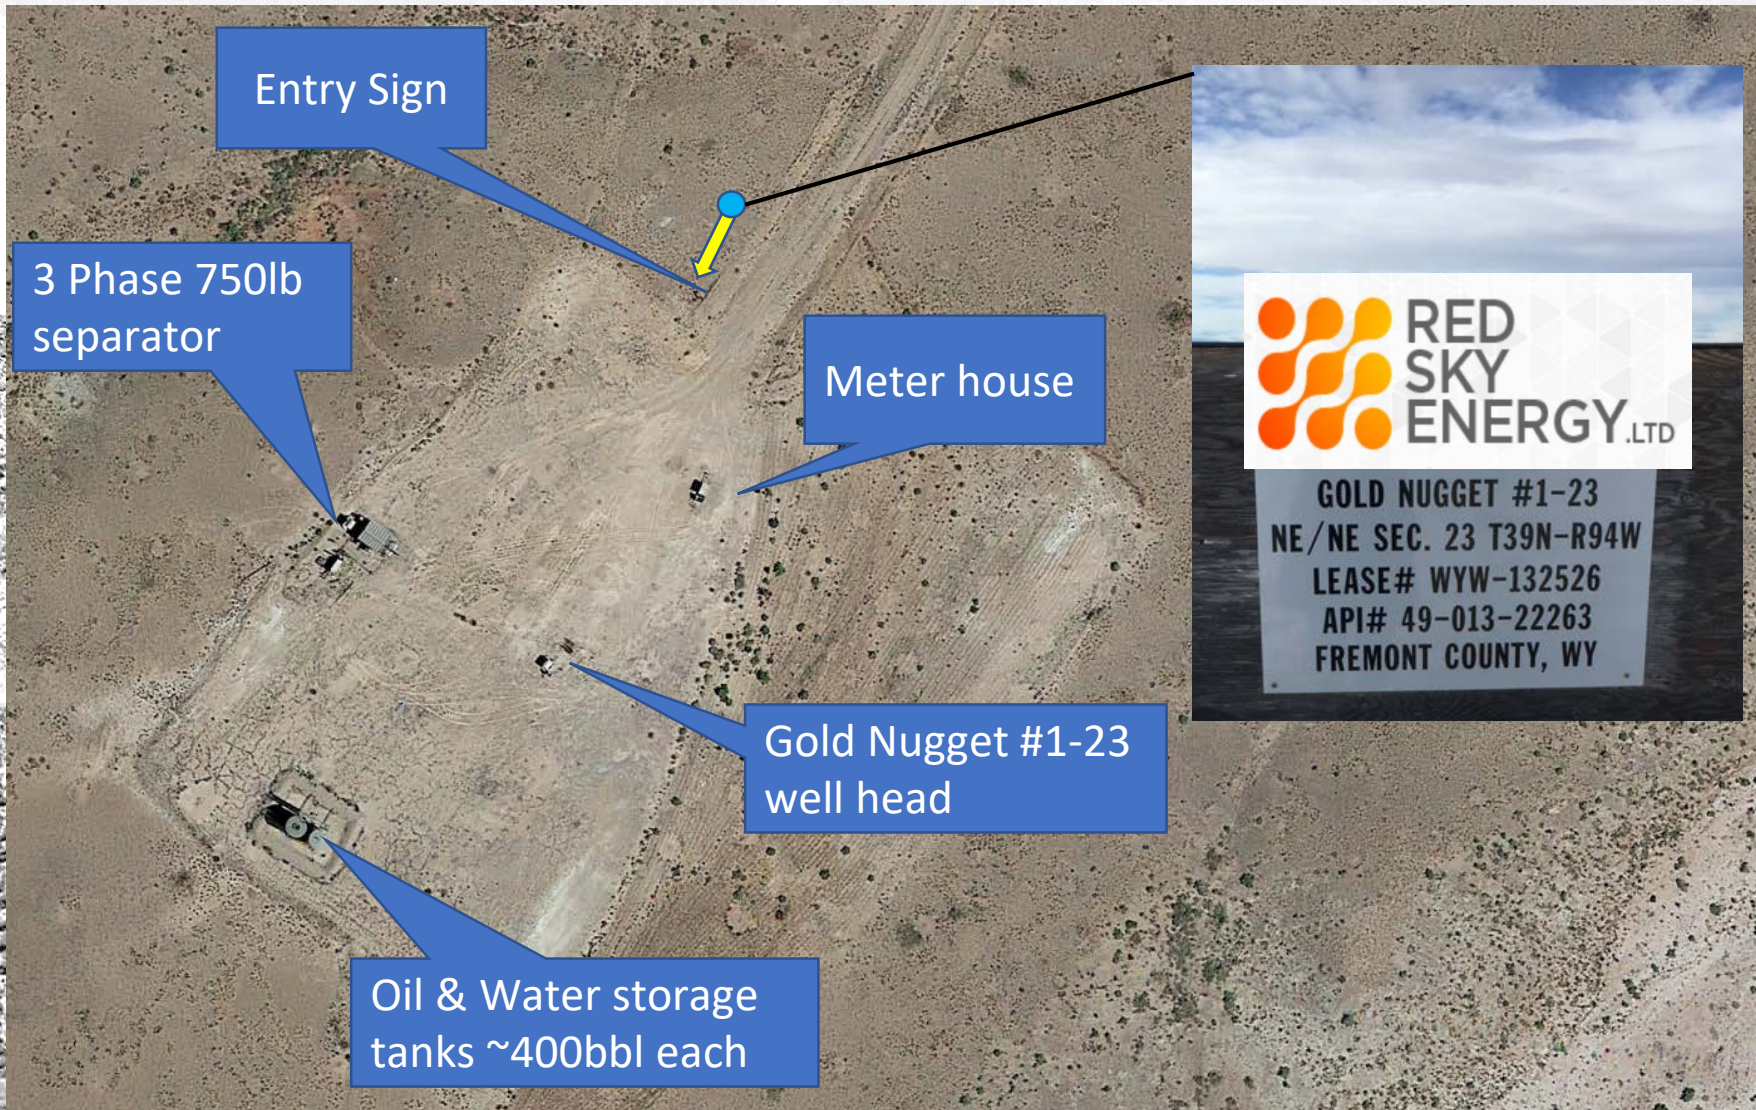 Entry Sign
3 Phase 750lb
separator
Meter house
RED
SKY
ENERGY.LTD
GOLD NUGGET #1-23
NE/NE SEC. 23 T39N-R94W
LEASE# WYW-132526
API# 49-013-22263
FREMONT COUNTY, WY
Gold Nugget #1-23
well head
Oil & Water storage
tanks ~400bbl each